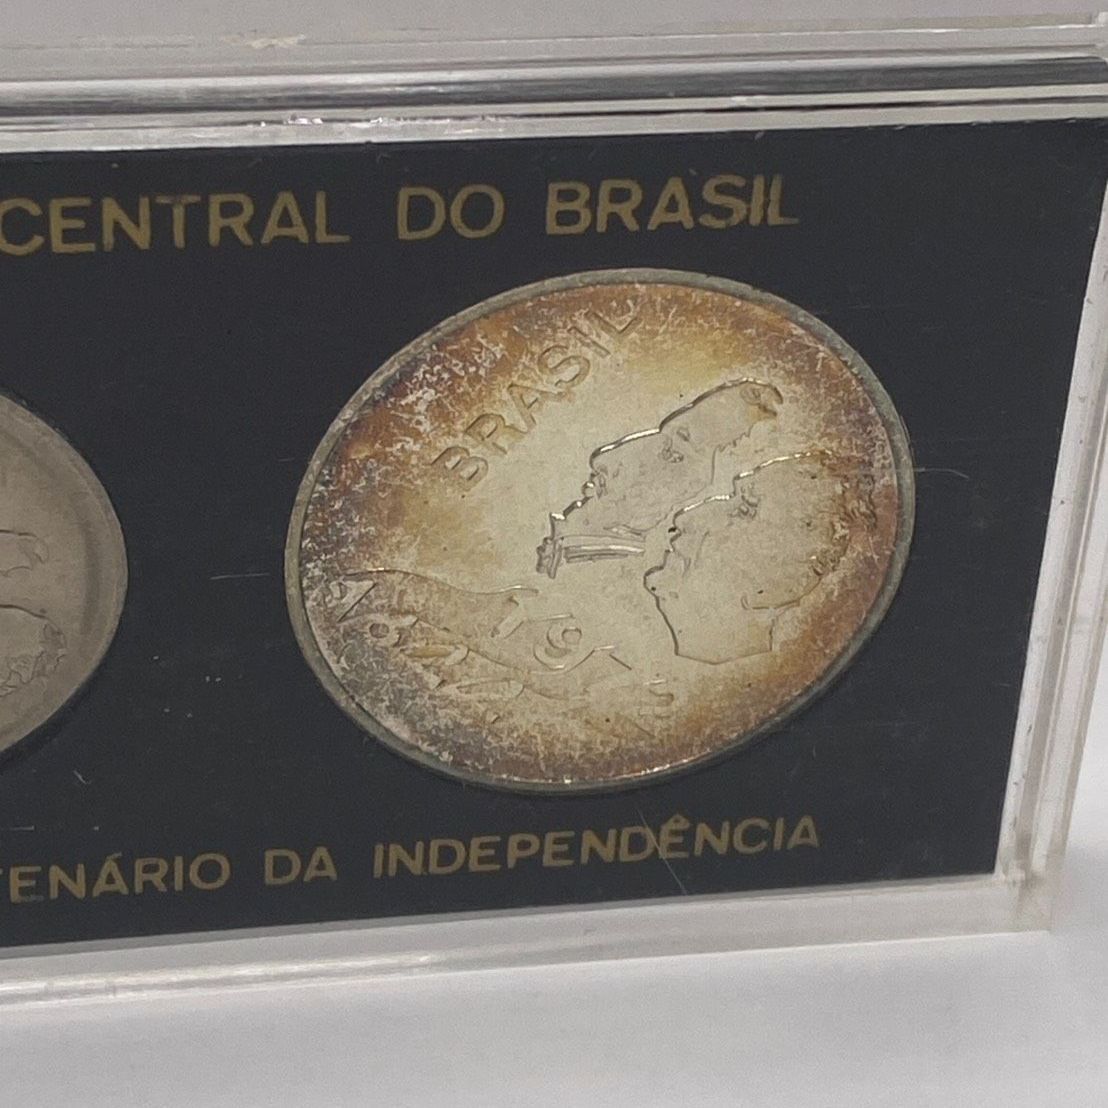 CENTRAL DO BRASIL
BRASIL
TENÁRIO DA INDEPENDÊNCIA